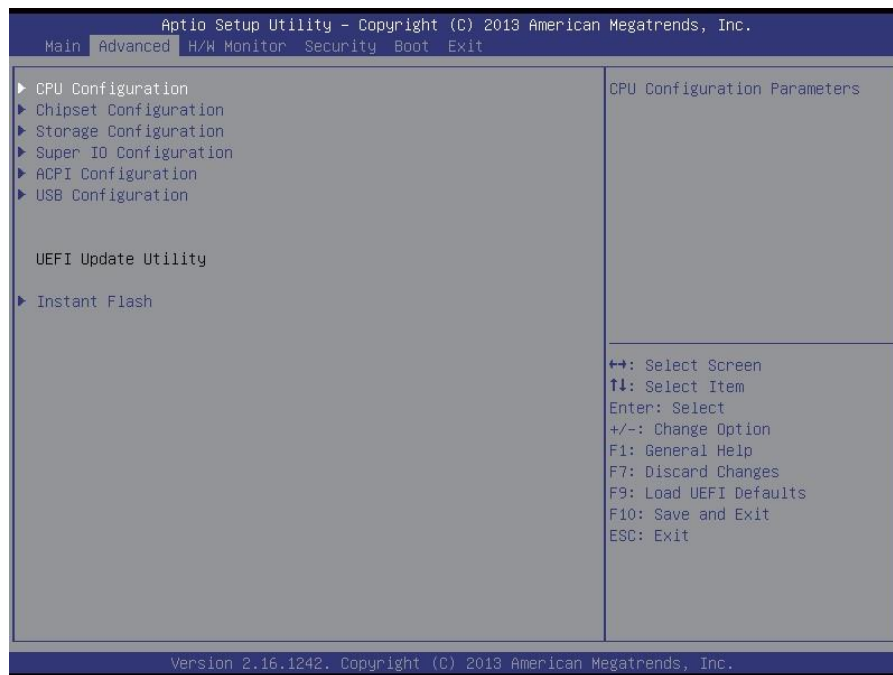 Aptio Setup Utility – Copyright (C) 2013 American Megatrends, Inc.
Main Advanced H/W Monitor Security Boot Exit
CPU Configuration
Chipset Configuration
Storage Configuration
Super IO Configuration
ACPI Configuration
USB Configuration
UEFI Update Utility
Instant Flash
CPU Configuration Parameters
↔: Select Screen
↑↓: Select Item
Enter: Select
+/-: Change Option
F1: General Help
F7: Discard Changes
F9: Load UEFI Defaults
F10: Save and Exit
ESC: Exit
Version 2.16.1242. Copyright (C) 2013 American Megatrends, Inc.